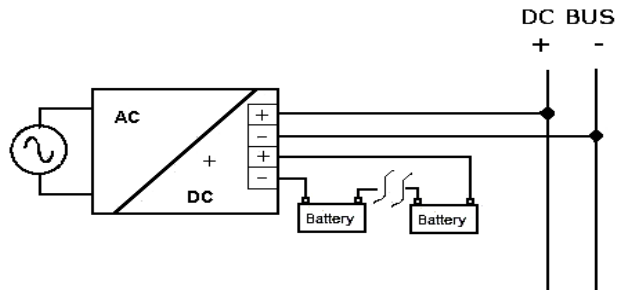 DC BUS
+ -
AC
+
-
+
-
+
DC
Battery
Battery